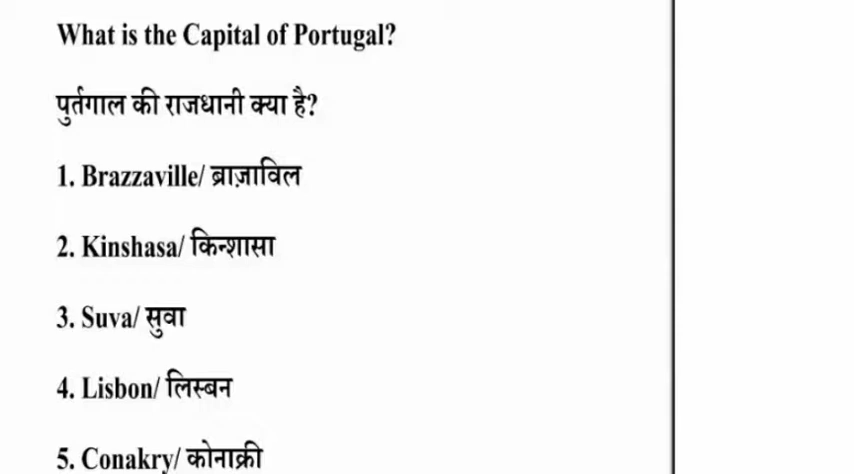 What is the Capital of Portugal?
पुर्तगाल की राजधानी क्या है?
1. Brazzaville/ ब्राज़ाविल
2. Kinshasa/ किन्शासा
3. Suva/ सुवा
4. Lisbon/ लिस्बन
5. Conakry/ कोनाक्री